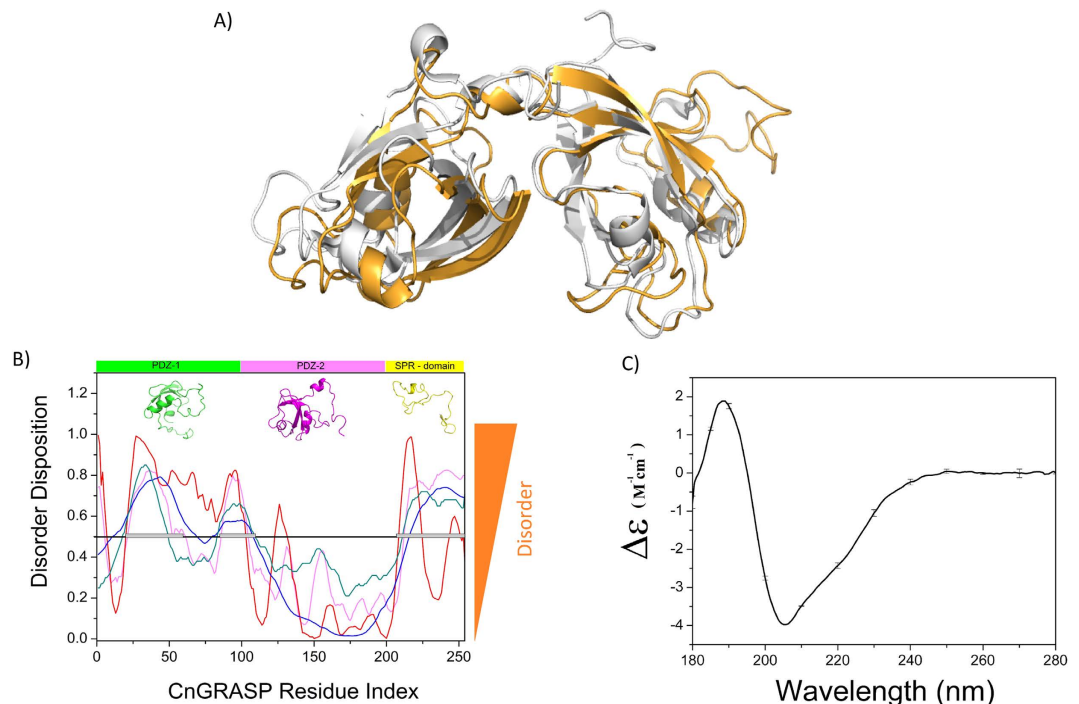 A)
B)
PDZ-1 PDZ-2 SPR - domain
Disorder Disposition
1.2
1.0
0.8
0.6
0.4
0.2
0.0
0 50 100 150 200 250
CnGRASP Residue Index
Disorder
C)
Δε (M⁻¹cm⁻¹)
2
0
-1
-2
-3
-4
180 200 220 240 260 280
Wavelength (nm)